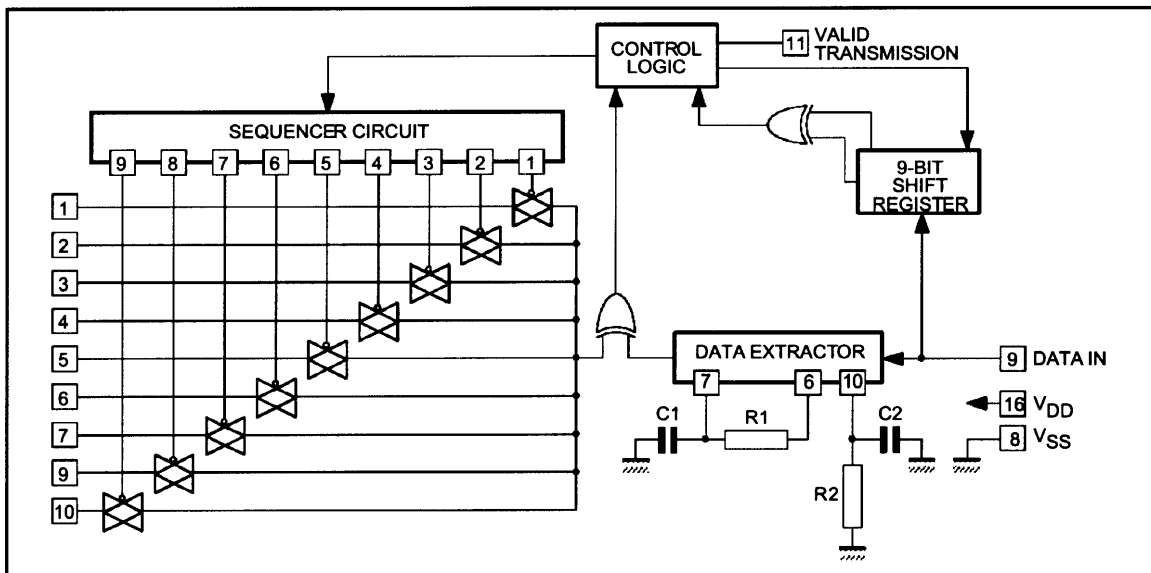 CONTROL
LOGIC
11
VALID
TRANSMISSION
SEQUENCER CIRCUIT
9 8 7 6 5 4 3 2 1
9-BIT
SHIFT
REGISTER
1
2
3
4
5
6
7
9
10
DATA EXTRACTOR
7 6 10
9 DATA IN
16 VDD
8 VSS
C1
R1
C2
R2